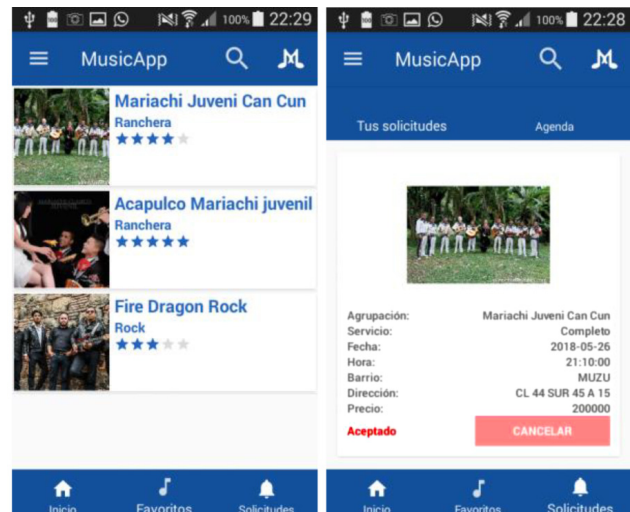 100% 22:29
MusicApp
Mariachi Juveni Can Cun
Ranchera
Acapulco Mariachi juvenil
Ranchera
Fire Dragon Rock
Rock
Inicio
Favoritos
Solicitudes
100% 22:28
MusicApp
Tus solicitudes
Agenda
Agrupación: Mariachi Juveni Can Cun
Servicio: Completo
Fecha: 2018-05-26
Hora: 21:10:00
Barrio: MUZU
Dirección: CL 44 SUR 45 A 15
Precio: 200000
Aceptado CANCELAR
Inicio
Favoritos
Solicitudes